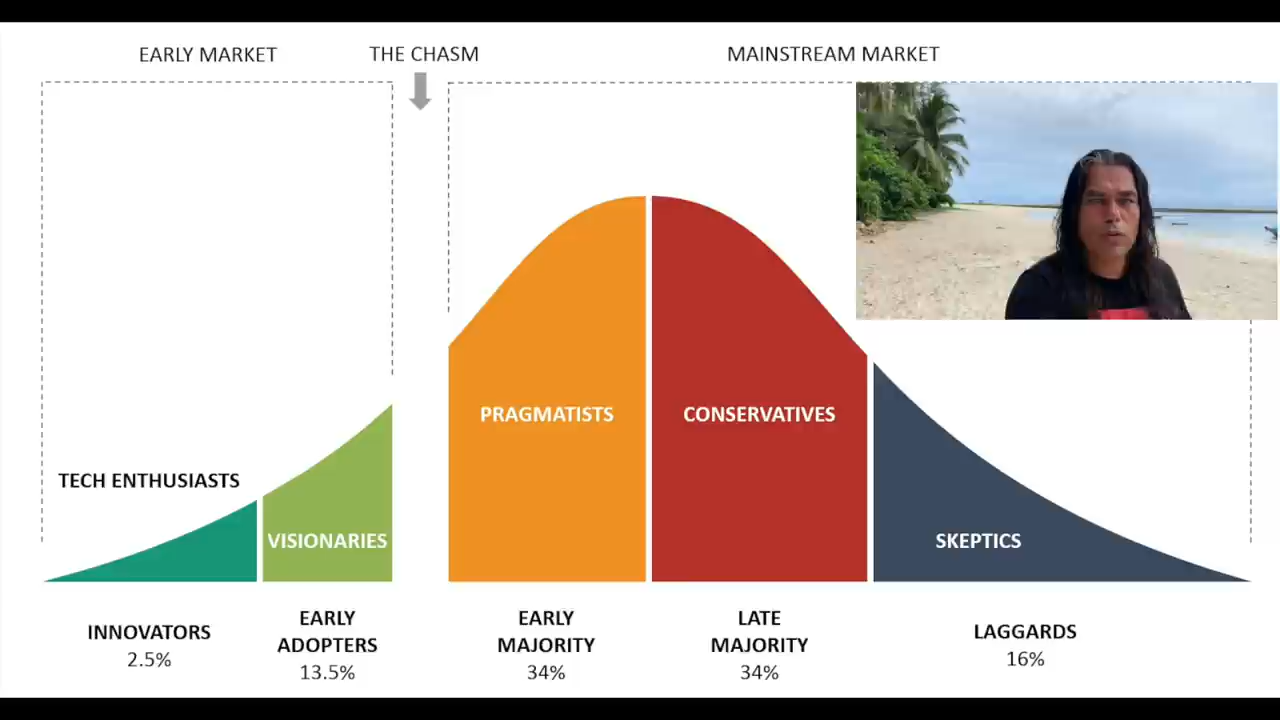 EARLY MARKET
THE CHASM
MAINSTREAM MARKET
PRAGMATISTS
CONSERVATIVES
TECH ENTHUSIASTS
VISIONARIES
SKEPTICS
INNOVATORS
2.5%
EARLY
ADOPTERS
13.5%
EARLY
MAJORITY
34%
LATE
MAJORITY
34%
LAGGARDS
16%